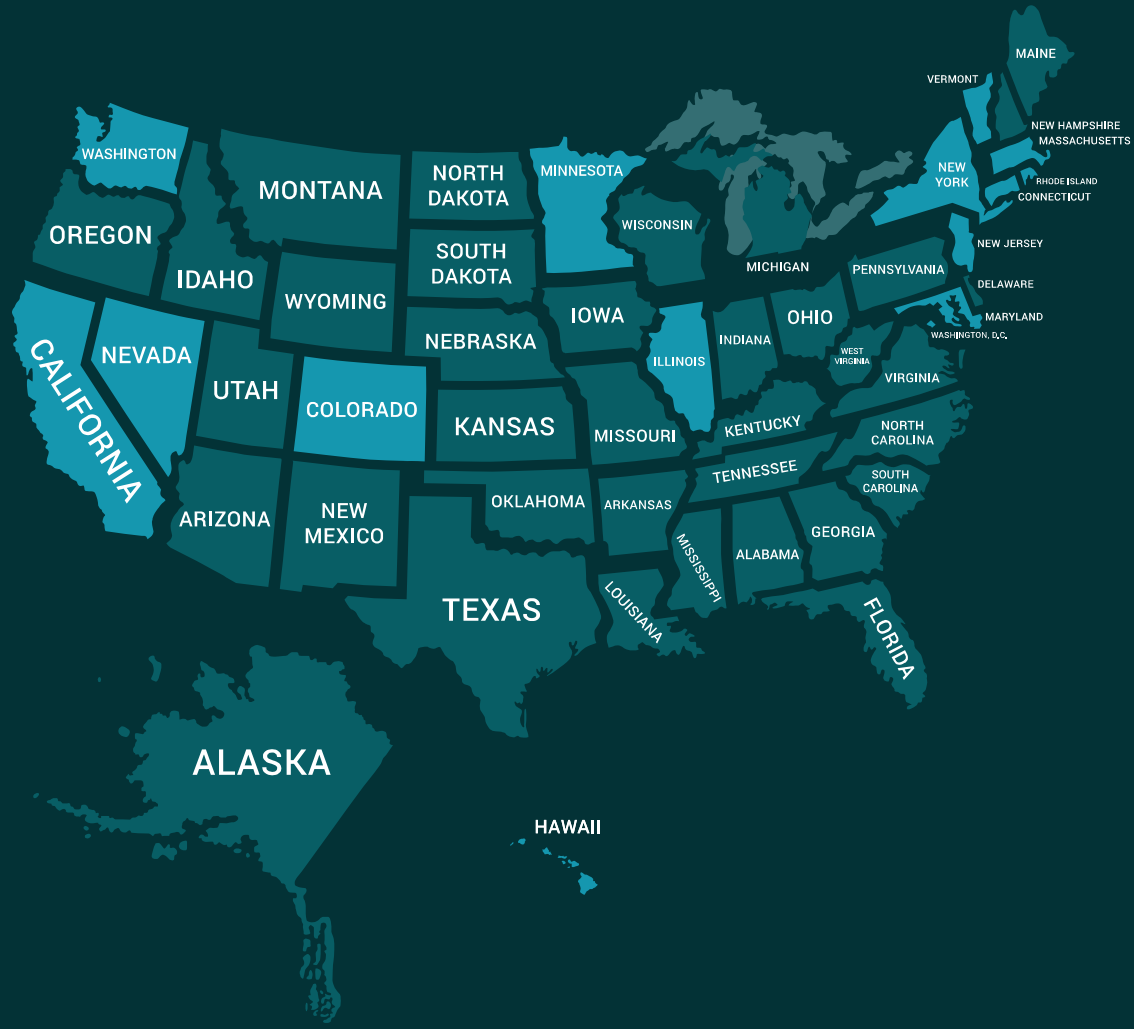 MAINE
VERMONT
NEW HAMPSHIRE
MASSACHUSETTS
WASHINGTON
MINNESOTA
NEW
YORK
RHODE ISLAND
CONNECTICUT
MONTANA
NORTH
DAKOTA
OREGON
WISCONSIN
NEW JERSEY
IDAHO
SOUTH
DAKOTA
MICHIGAN
PENNSYLVANIA
DELAWARE
WYOMING
IOWA
OHIO
MARYLAND
WASHINGTON, D.C.
NEVADA
NEBRASKA
ILLINOIS
INDIANA
WEST
VIRGINIA
CALIFORNIA
UTAH
COLORADO
KANSAS
MISSOURI
KENTUCKY
VIRGINIA
NORTH
CAROLINA
TENNESSEE
SOUTH
CAROLINA
ARIZONA
NEW
MEXICO
OKLAHOMA
ARKANSAS
MISSISSIPPI
ALABAMA
GEORGIA
TEXAS
LOUISIANA
FLORIDA
ALASKA
HAWAII